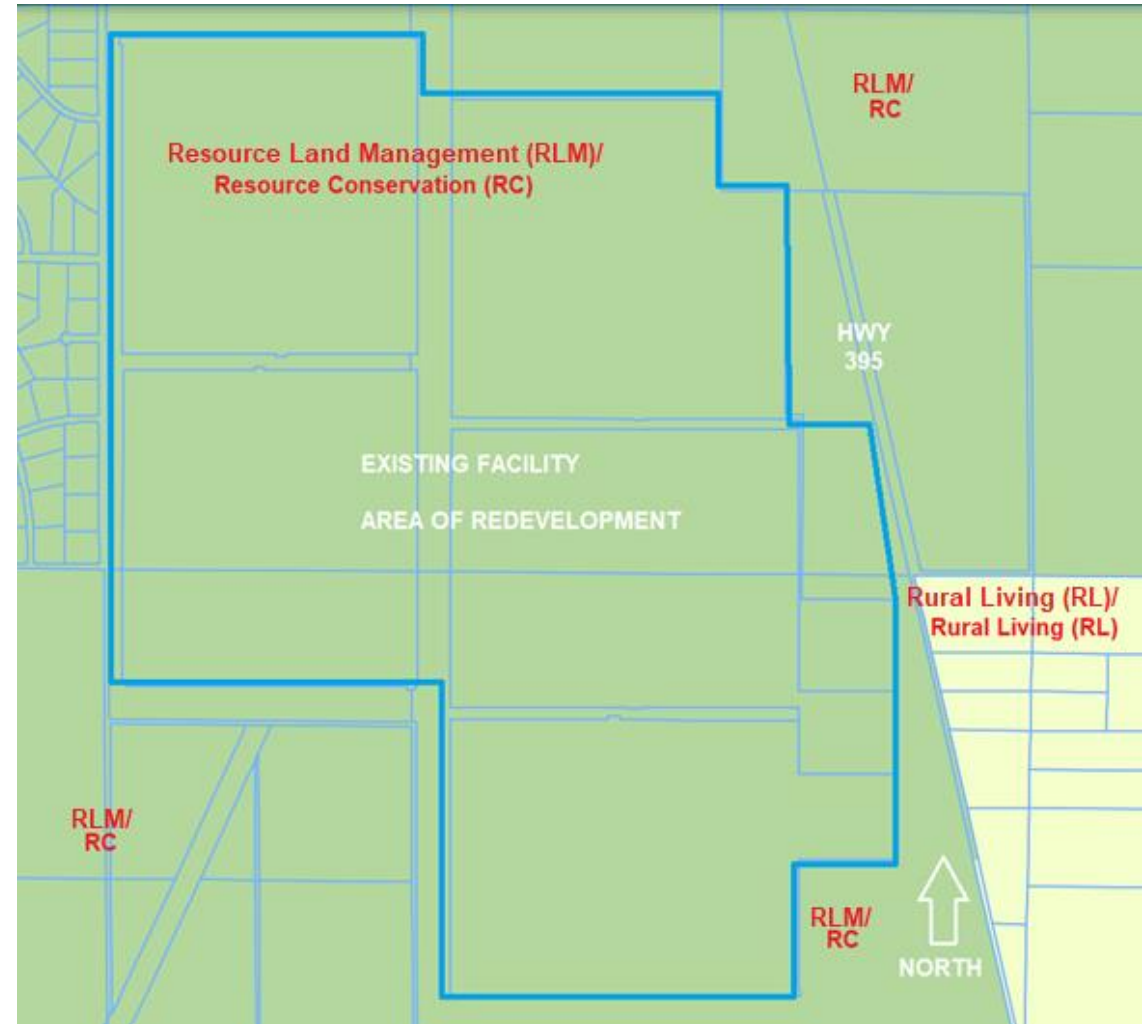 RLM/
RC
Resource Land Management (RLM)/
Resource Conservation (RC)
HWY
395
EXISTING FACILITY
AREA OF REDEVELOPMENT
Rural Living (RL)/
Rural Living (RL)
RLM/
RC
RLM/
RC
NORTH